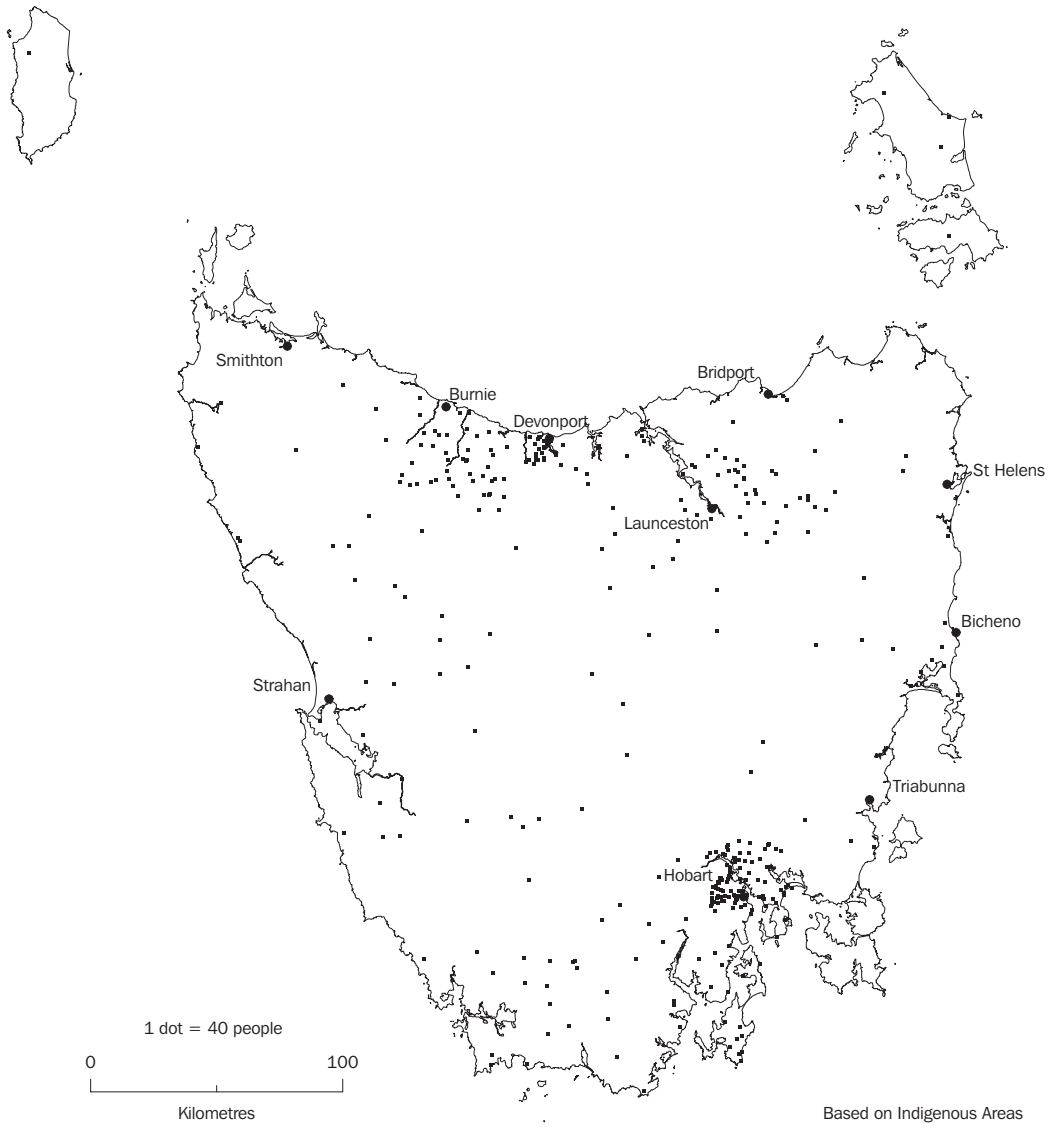 Smithton
Burnie
Devonport
Bridport
St Helens
Launceston
Bicheno
Strahan
Triabunna
Hobart
1 dot = 40 people
0 100
Kilometres
Based on Indigenous Areas